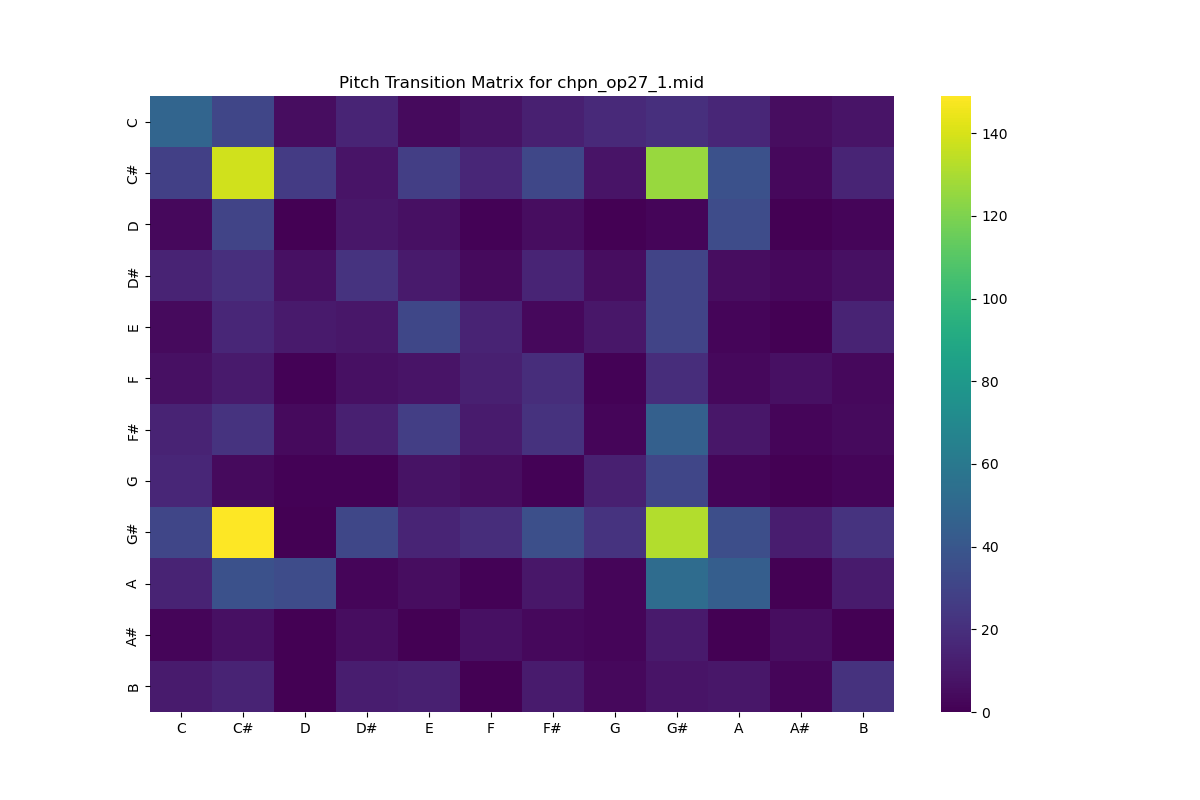 Pitch Transition Matrix for chpn_op27_1.mid
C
C#
D
D#
E
F
F#
G
G#
A
A#
B
C C# D D# E F F# G G# A A# B
140
120
100
80
60
40
20
0